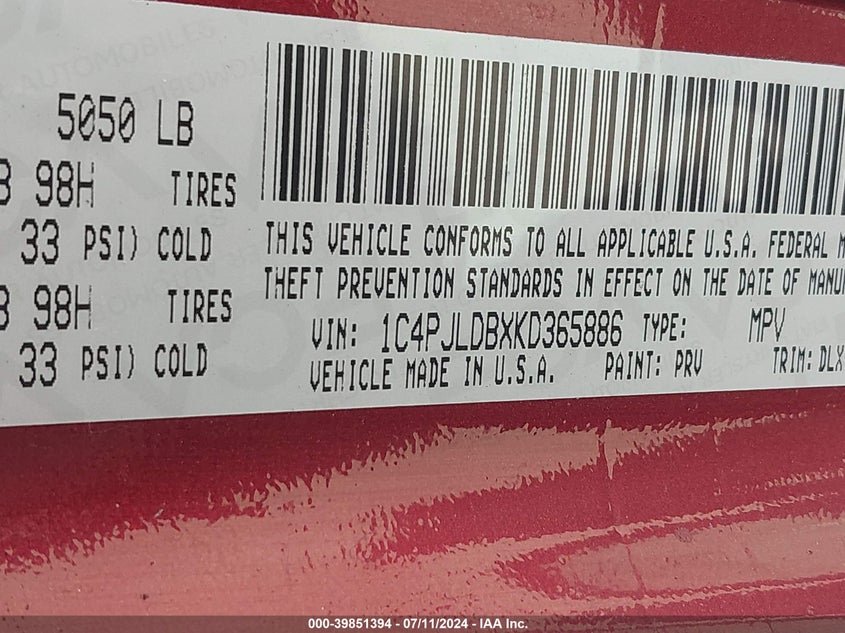 5050 LB
98H TIRES
33 PSI) COLD
98H TIRES
33 PSI) COLD
THIS VEHICLE CONFORMS TO ALL APPLICABLE U.S.A. FEDERAL
THEFT PREVENTION STANDARDS IN EFFECT ON THE DATE OF
VIN: 1C4PJLDBXKD365886 TYPE: MPV
VEHICLE MADE IN U.S.A. PAINT: PRV TRIM: DLX
000-39851394 - 07/11/2024 - IAA Inc.